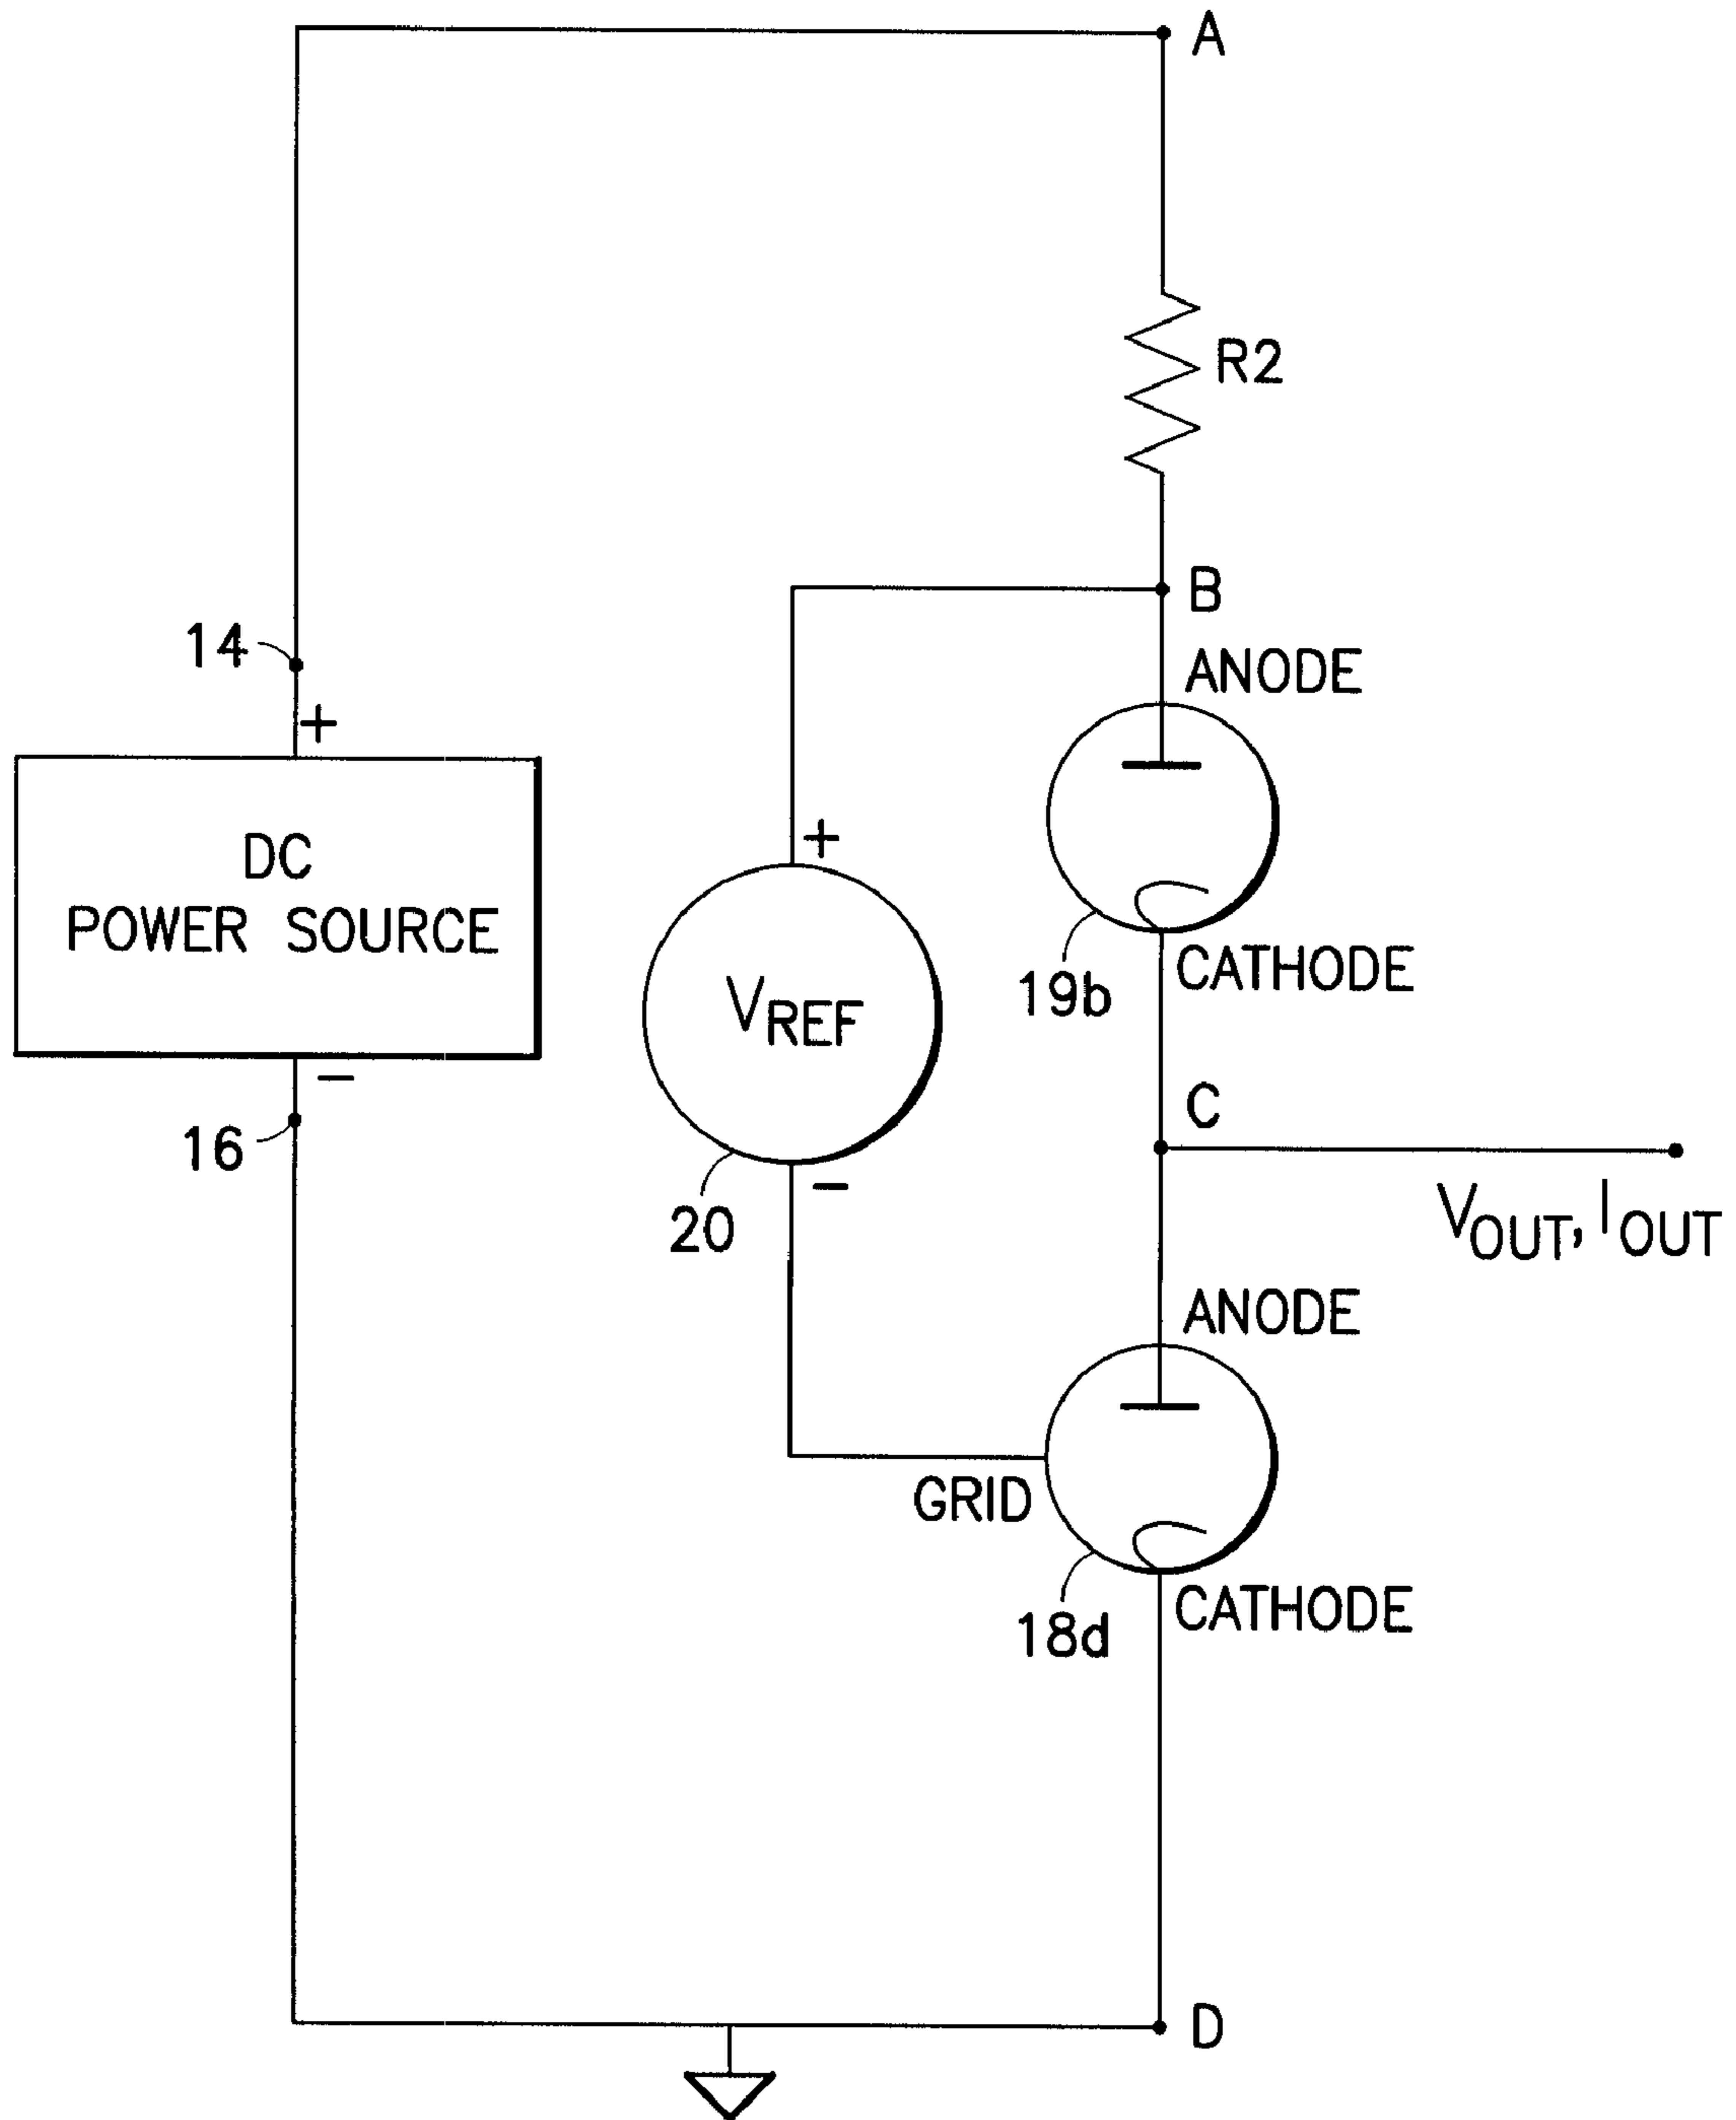 A
R2
B
14
ANODE
+
DC
POWER SOURCE
+
VREF
CATHODE
19b
–
C
16
–
20
VOUT, IOUT
ANODE
GRID
CATHODE
18d
D